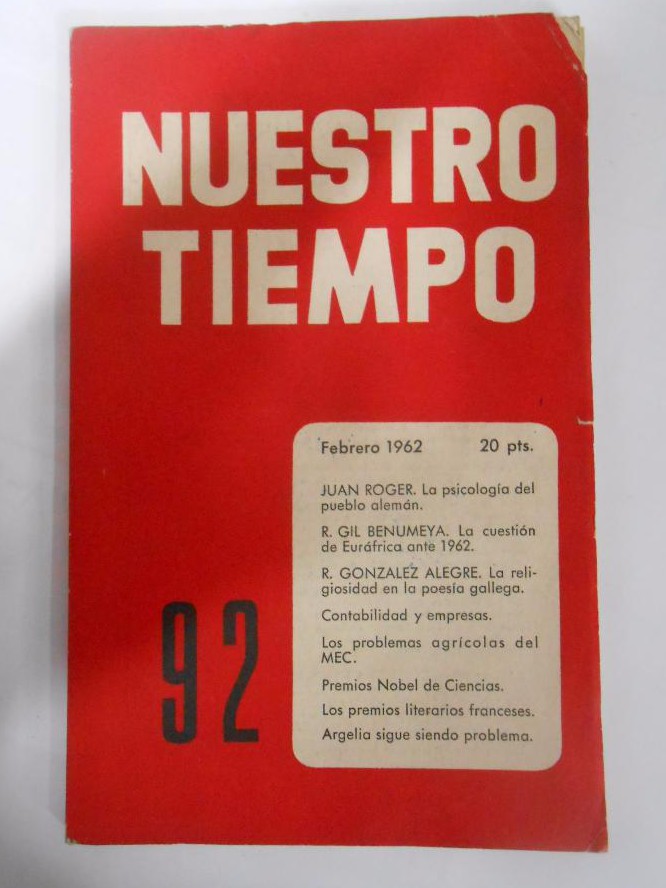 NUESTRO
TIEMPO
Febrero 1962 20 pts.
JUAN ROGER. La psicología del
pueblo alemán.
R. GIL BENUMEYA. La cuestión
de Euráfrica ante 1962.
R. GONZALEZ ALEGRE. La reli-
giosidad en la poesía gallega.
Contabilidad y empresas.
Los problemas agrícolas del
MEC.
Premios Nobel de Ciencias.
Los premios literarios franceses.
Argelia sigue siendo problema.
92